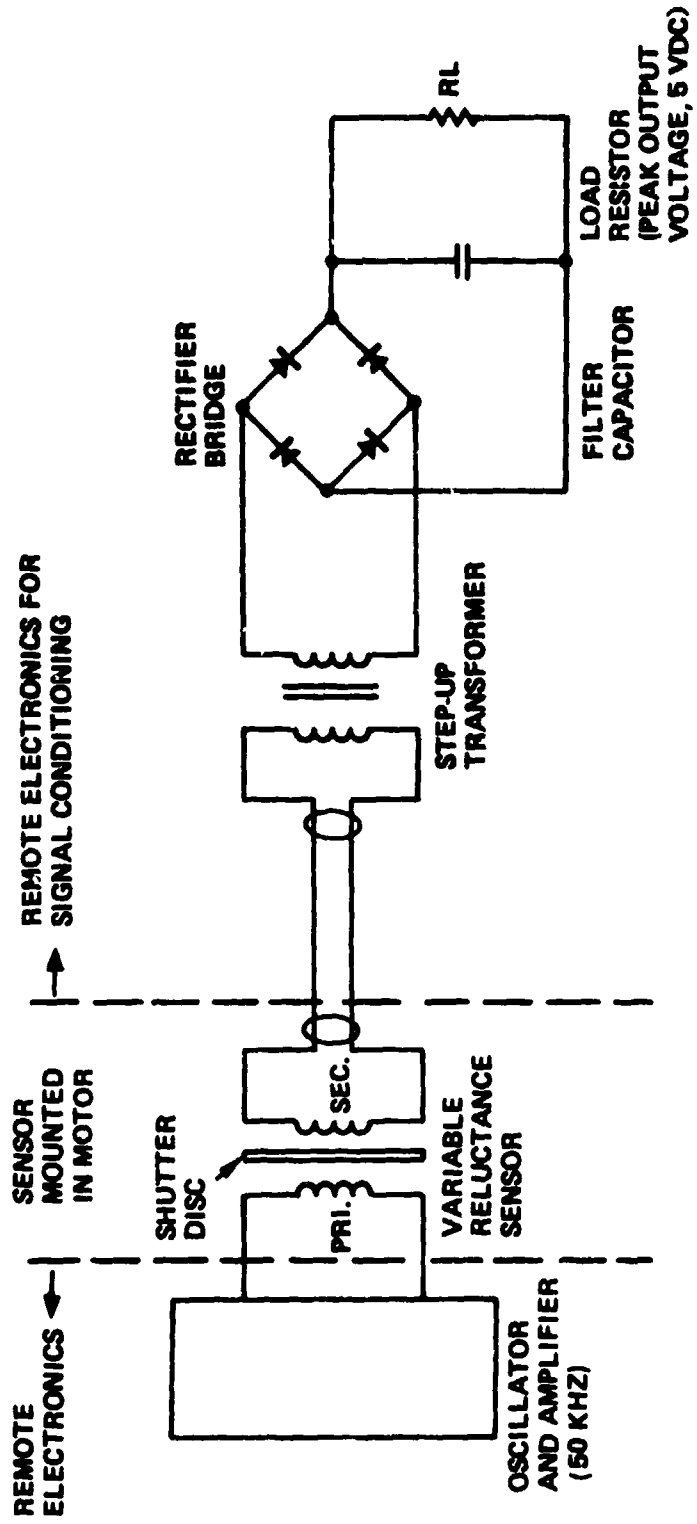 REMOTE
ELECTRONICS
SENSOR
MOUNTED
IN MOTOR
REMOTE ELECTRONICS FOR
SIGNAL CONDITIONING
SHUTTER
DISC
PRI.
SEC.
VARIABLE
RELUCTANCE
SENSOR
OSCILLATOR
AND AMPLIFIER
(50 KHZ)
STEP-UP
TRANSFORMER
RECTIFIER
BRIDGE
FILTER
CAPACITOR
RL
LOAD
RESISTOR
(PEAK OUTPUT
VOLTAGE, 5 VDC)